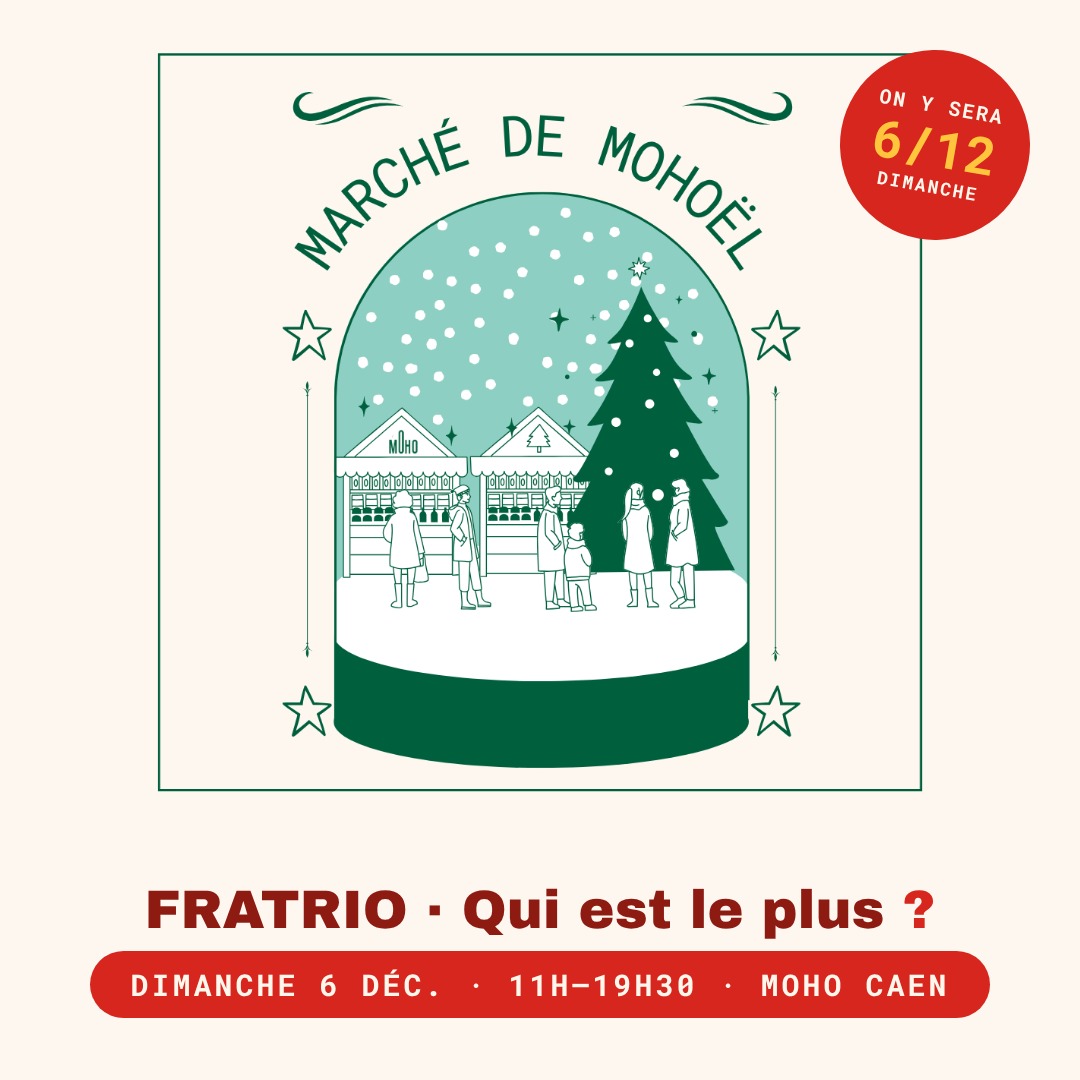 MARCHÉ DE MOHOËL
ON Y SERA
6/12
DIMANCHE
MOHO
FRATRIO · Qui est le plus ?
DIMANCHE 6 DÉC. · 11H–19H30 · MOHO CAEN